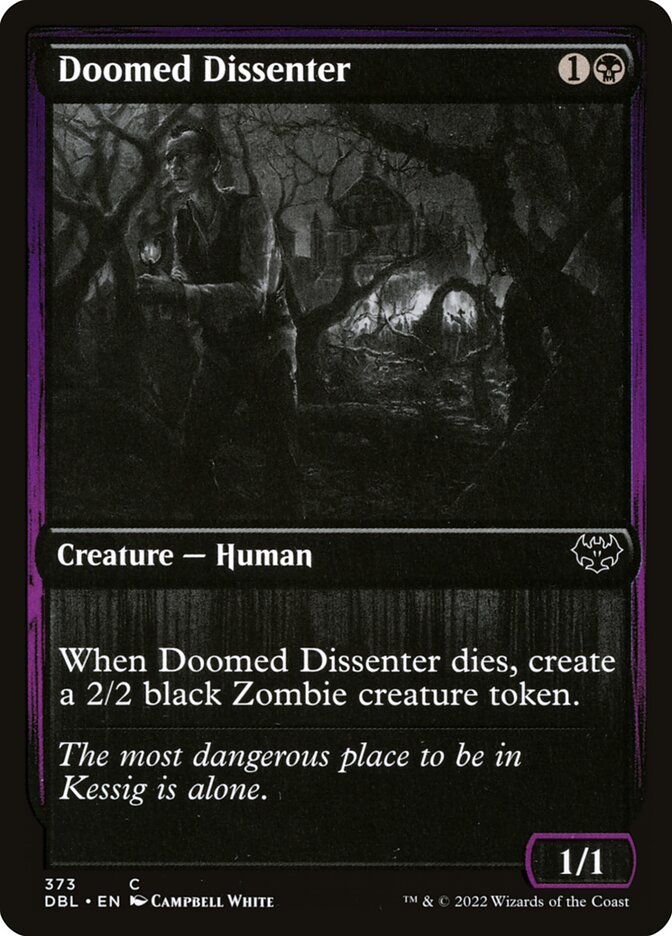 Doomed Dissenter 1
Creature — Human
When Doomed Dissenter dies, create
a 2/2 black Zombie creature token.
The most dangerous place to be in
Kessig is alone.
1/1
373 C
DBL • EN Campbell White ™ & © 2022 Wizards of the Coast